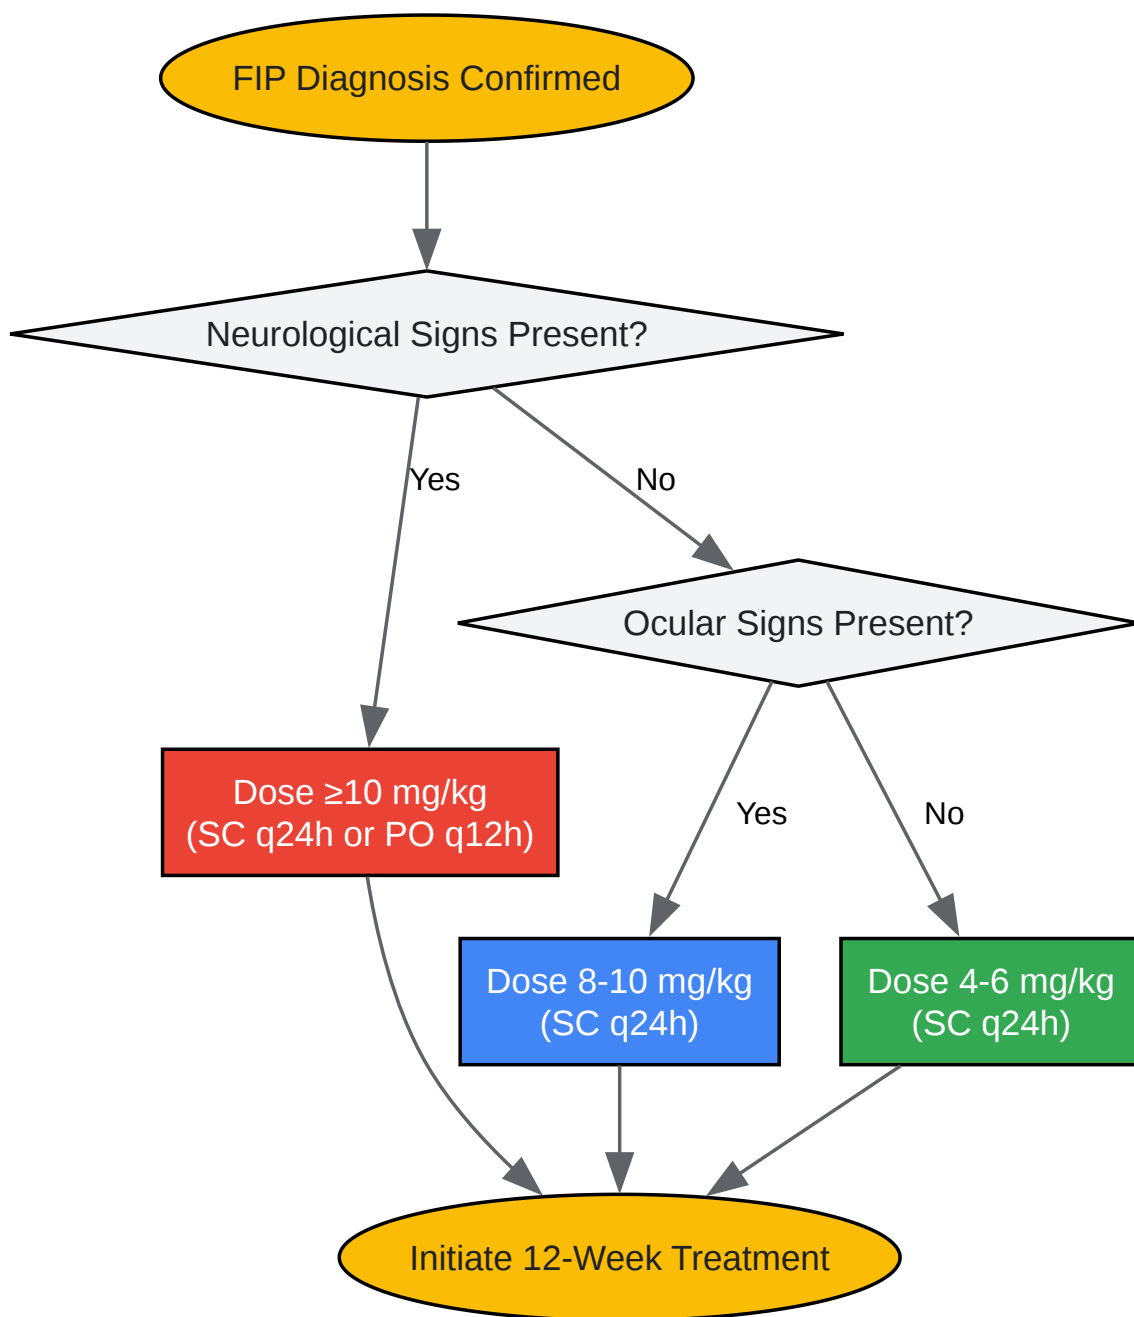 FIP Diagnosis Confirmed
Neurological Signs Present?
Yes
No
Ocular Signs Present?
Dose ≥10 mg/kg
(SC q24h or PO q12h)
Yes
No
Dose 8-10 mg/kg
(SC q24h)
Dose 4-6 mg/kg
(SC q24h)
Initiate 12-Week Treatment